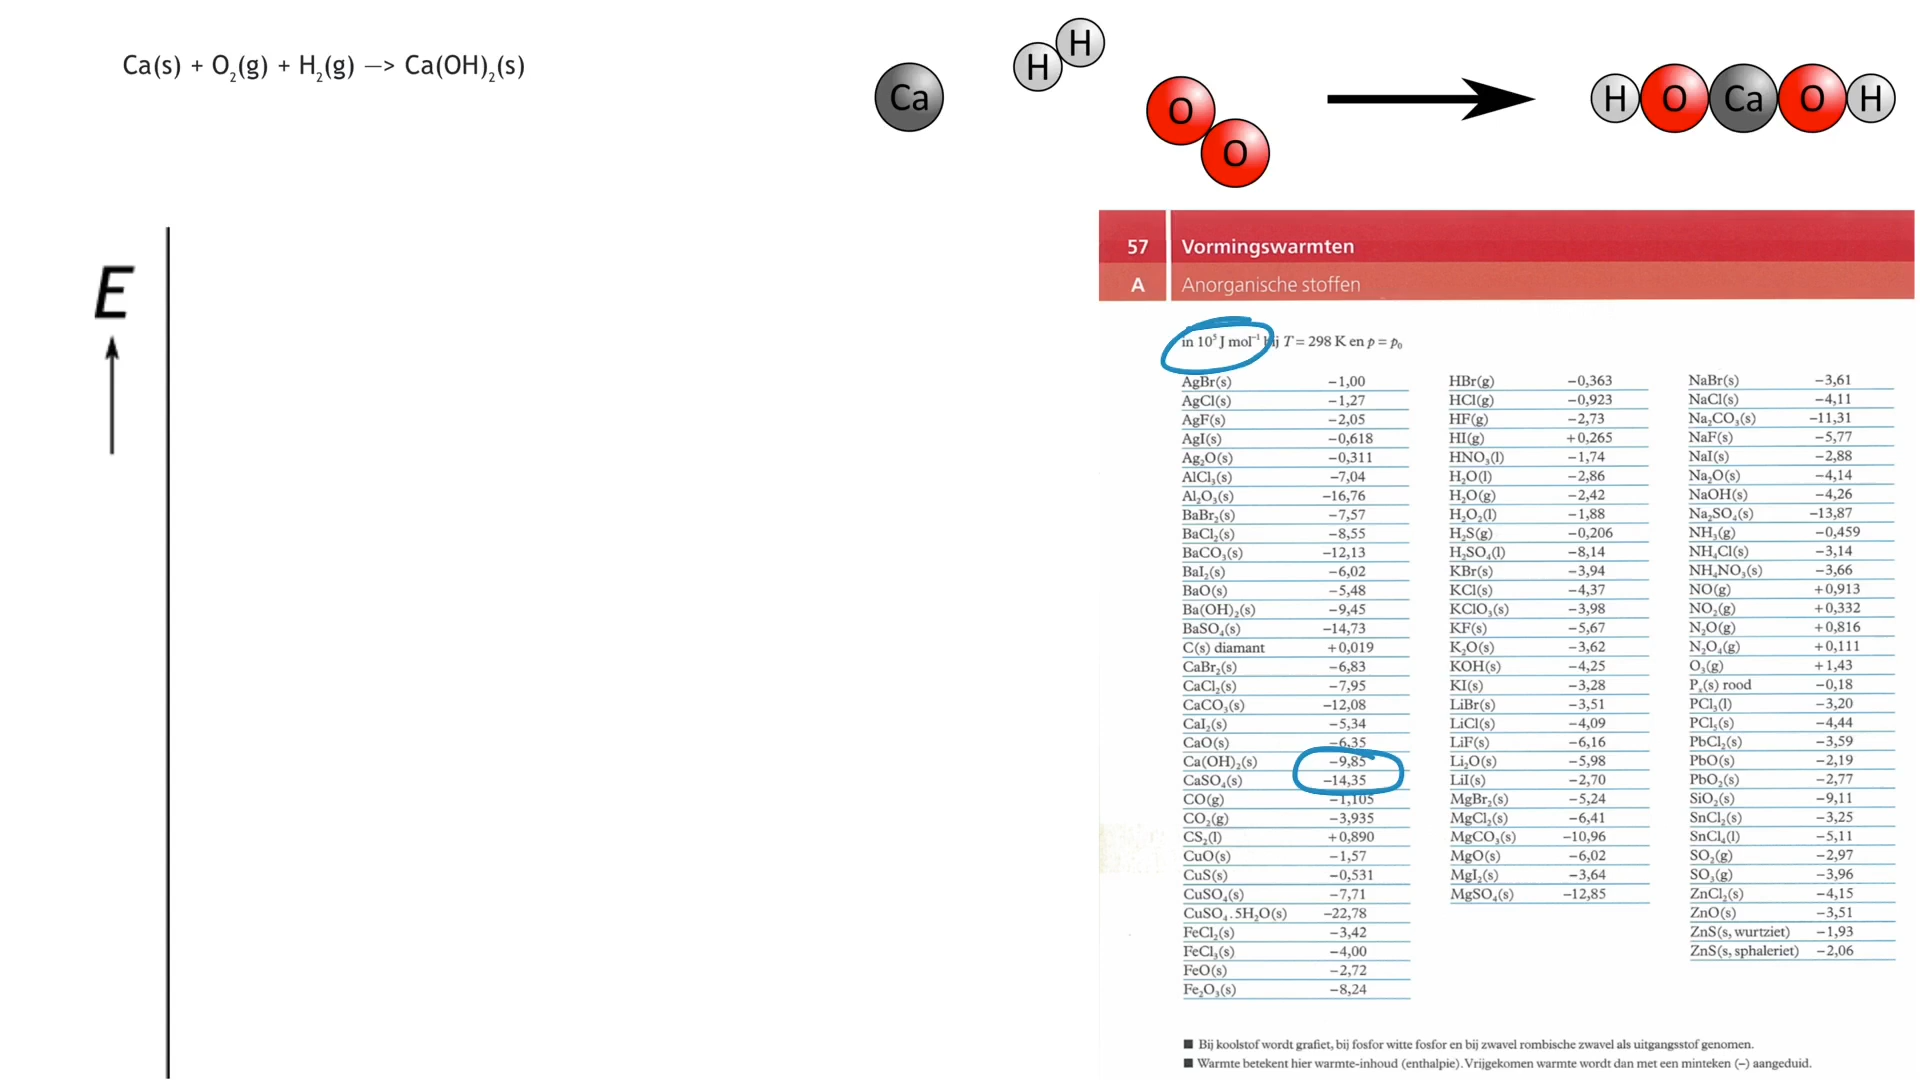 Ca(s) + O₂(g) + H₂(g) —> Ca(OH)₂(s)
Ca
H H
O O
H O Ca O H
E
57 Vormingswarmten
A Anorganische stoffen
in 10⁵ J mol⁻¹ bij T = 298 K en p = p₀
AgBr(s) −1,00
AgCl(s) −1,27
AgF(s) −2,05
AgI(s) −0,618
Ag₂O(s) −0,311
AlCl₃(s) −7,04
Al₂O₃(s) −16,76
BaBr₂(s) −7,57
BaCl₂(s) −8,55
BaCO₃(s) −12,13
BaI₂(s) −6,02
BaO(s) −5,48
Ba(OH)₂(s) −9,45
BaSO₄(s) −14,73
C(s) diamant +0,019
CaBr₂(s) −6,83
CaCl₂(s) −7,95
CaCO₃(s) −12,08
CaI₂(s) −5,34
CaO(s) −6,35
Ca(OH)₂(s) −9,85
CaSO₄(s) −14,35
CO(g) −1,105
CO₂(g) −3,935
CS₂(l) +0,890
CuO(s) −1,57
CuS(s) −0,531
CuSO₄(s) −7,71
CuSO₄.5H₂O(s) −22,78
FeCl₂(s) −3,42
FeCl₃(s) −4,00
FeO(s) −2,72
Fe₂O₃(s) −8,24
HBr(g) −0,363
HCl(g) −0,923
HF(g) −2,73
HI(g) +0,265
HNO₃(l) −1,74
H₂O(l) −2,86
H₂O(g) −2,42
H₂O₂(l) −1,88
H₂S(g) −0,206
H₂SO₄(l) −8,14
KBr(s) −3,94
KCl(s) −4,37
KClO₃(s) −3,98
KF(s) −5,67
K₂O(s) −3,62
KOH(s) −4,25
KI(s) −3,28
LiBr(s) −3,51
LiCl(s) −4,09
LiF(s) −6,16
Li₂O(s) −5,98
LiI(s) −2,70
MgBr₂(s) −5,24
MgCl₂(s) −6,41
MgCO₃(s) −10,96
MgO(s) −6,02
MgI₂(s) −3,64
MgSO₄(s) −12,85
NaBr(s) −3,61
NaCl(s) −4,11
Na₂CO₃(s) −11,31
NaF(s) −5,77
NaI(s) −2,88
Na₂O(s) −4,14
NaOH(s) −4,26
Na₂SO₄(s) −13,87
NH₃(g) −0,459
NH₄Cl(s) −3,14
NH₄NO₃(s) −3,66
NO(g) +0,913
NO₂(g) +0,332
N₂O(g) +0,816
N₂O₄(g) +0,111
O₃(g) +1,43
Pₓ(s) rood −0,18
PCl₃(l) −3,20
PCl₅(s) −4,44
PbCl₂(s) −3,59
PbO(s) −2,19
PbO₂(s) −2,77
SiO₂(s) −9,11
SnCl₂(s) −3,25
SnCl₄(l) −5,11
SO₂(g) −2,97
SO₃(g) −3,96
ZnCl₂(s) −4,15
ZnO(s) −3,51
ZnS(s, wurtziet) −1,93
ZnS(s, sphaleriet) −2,06
■ Bij koolstof wordt grafiet, bij fosfor witte fosfor en bij zwavel rombische zwavel als uitgangsstof genomen.
■ Warmte betekent hier warmte-inhoud (enthalpie). Vrijgekomen warmte wordt dan met een minteken (−) aangeduid.